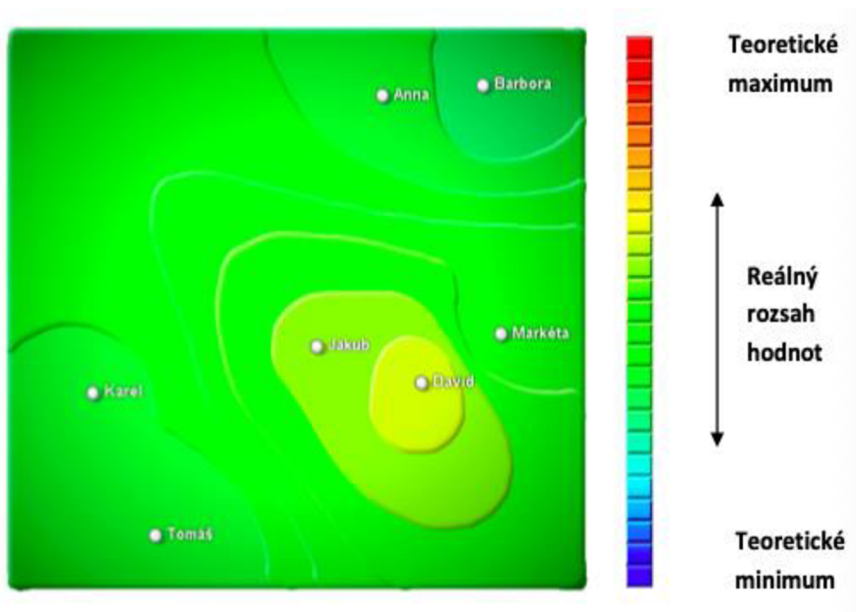 Anna
Barbora
Jakub
Markéta
David
Karel
Tomáš
Teoretické
maximum
Reálný
rozsah
hodnot
Teoretické
minimum